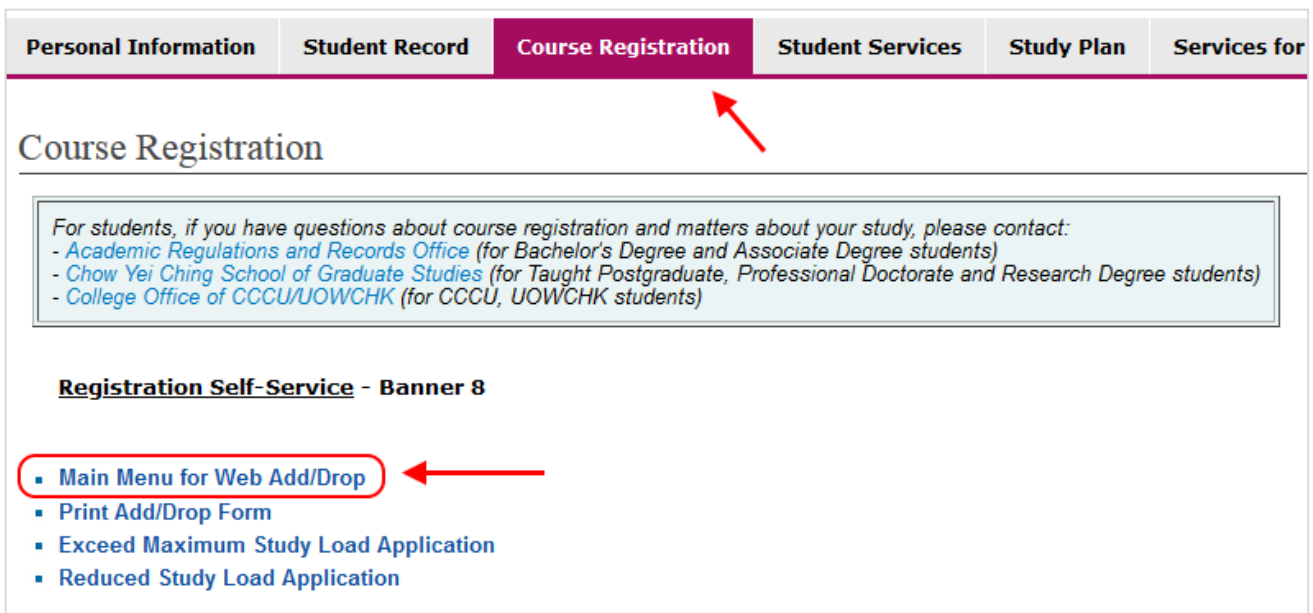 Personal Information Student Record Course Registration Student Services Study Plan Services for
Course Registration
For students, if you have questions about course registration and matters about your study, please contact:
- Academic Regulations and Records Office (for Bachelor's Degree and Associate Degree students)
- Chow Yei Ching School of Graduate Studies (for Taught Postgraduate, Professional Doctorate and Research Degree students)
- College Office of CCCU/UOWCHK (for CCCU, UOWCHK students)
Registration Self-Service - Banner 8
▪ Main Menu for Web Add/Drop
▪ Print Add/Drop Form
▪ Exceed Maximum Study Load Application
▪ Reduced Study Load Application